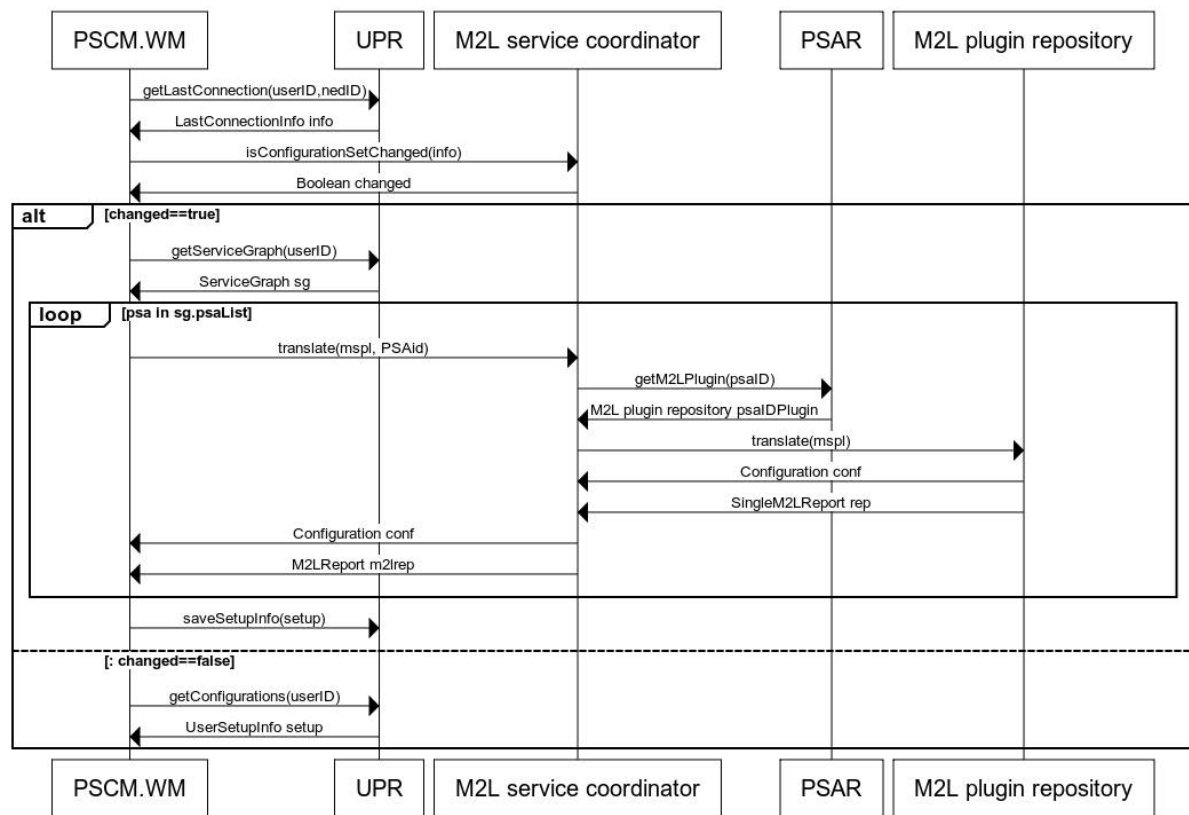 PSCM.WM
UPR
M2L service coordinator
PSAR
M2L plugin repository
getLastConnection(userID,nedID)
LastConnectionInfo info
isConfigurationSetChanged(info)
Boolean changed
alt
[changed==true]
getServiceGraph(userID)
ServiceGraph sg
loop
[psa in sg.psaList]
translate(mspl, PSAid)
getM2LPlugin(psaID)
M2L plugin repository psaIDPlugin
translate(mspl)
Configuration conf
SingleM2LReport rep
Configuration conf
M2LReport m2lrep
saveSetupInfo(setup)
[: changed==false]
getConfigurations(userID)
UserSetupInfo setup
PSCM.WM
UPR
M2L service coordinator
PSAR
M2L plugin repository